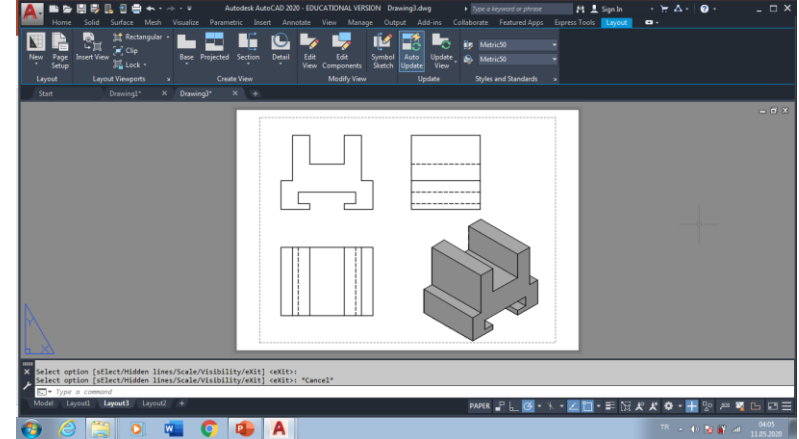 Autodesk AutoCAD 2020 - EDUCATIONAL VERSION Drawing3.dwg Type a keyword or phrase Sign In
Home Solid Surface Mesh Visualize Parametric Insert Annotate View Manage Output Add-ins Collaborate Featured Apps Express Tools Layout
New Page Setup Insert View Rectangular Clip Lock Base Projected Section Detail Edit View Edit Components Symbol Sketch Auto Update Update View Metric50 Metric50
Layout Layout Viewports Create View Modify View Update Styles and Standards
Start Drawing1* Drawing3*
Y
X
Select option [sElect/Hidden lines/Scale/Visibility/eXit] <eXit>:
Select option [sElect/Hidden lines/Scale/Visibility/eXit] <eXit>: *Cancel*
Type a command
Model Layout1 Layout3 Layout2 + PAPER
TR 04:05
11.05.2020